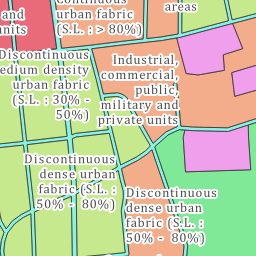 Continuous
urban fabric
(S.L. : > 80%)
areas
and
units
Discontinuous
medium density
urban fabric
(S.L. : 30% -
50%)
Industrial,
commercial,
public,
military and
private units
Discontinuous
dense urban
fabric (S.L. :
50% - 80%)
Discontinuous
dense urban
fabric (S.L. :
50% - 80%)